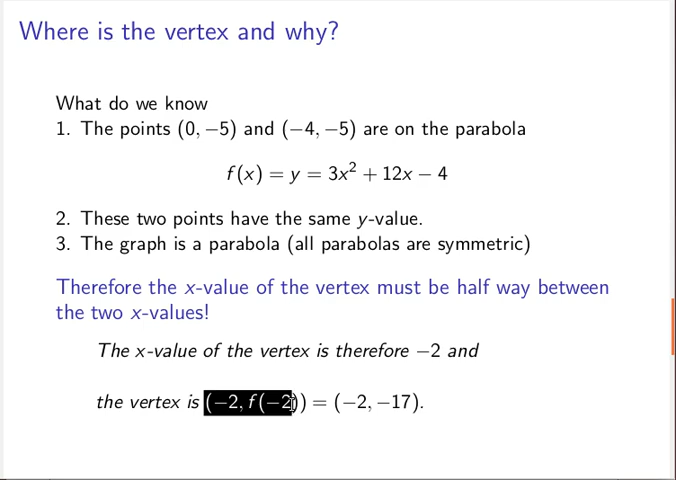 Where is the vertex and why?
What do we know
1. The points (0, −5) and (−4, −5) are on the parabola
f(x) = y = 3x² + 12x − 4
2. These two points have the same y-value.
3. The graph is a parabola (all parabolas are symmetric)
Therefore the x-value of the vertex must be half way between
the two x-values!
The x-value of the vertex is therefore −2 and
the vertex is (−2, f(−2)) = (−2, −17).